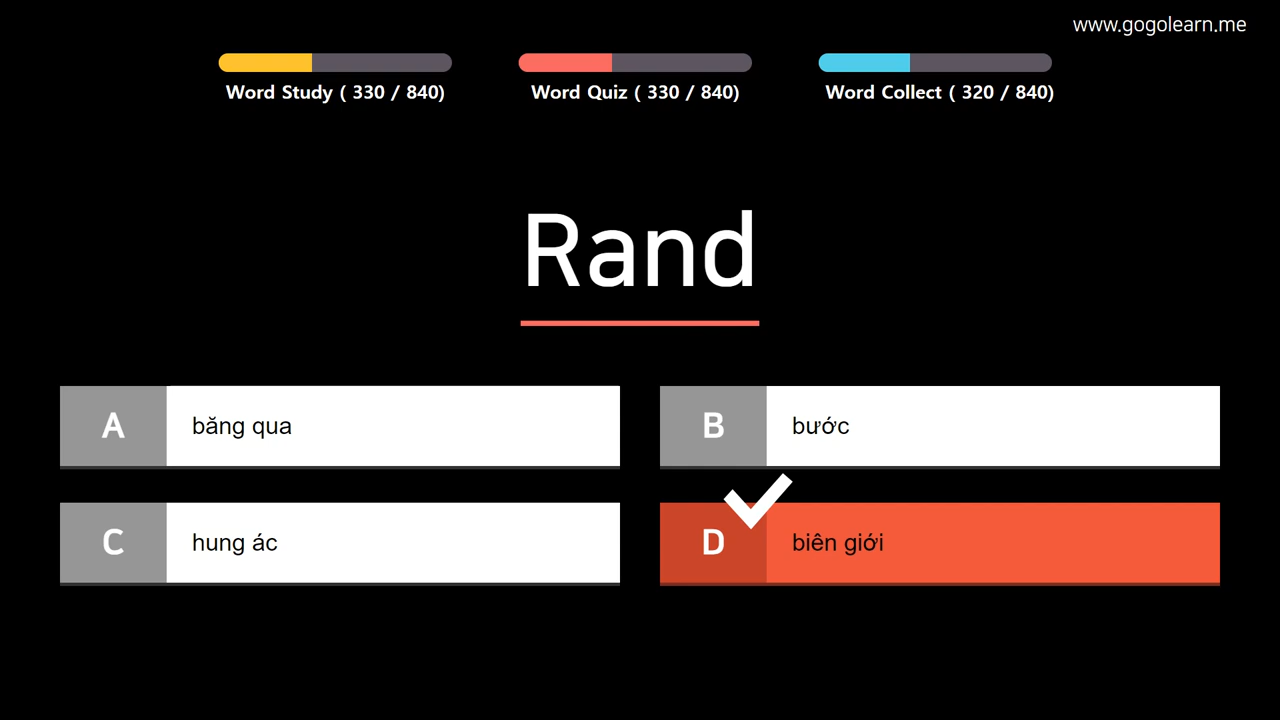 www.gogolearn.me
Word Study ( 330 / 840)
Word Quiz ( 330 / 840)
Word Collect ( 320 / 840)
Rand
A băng qua
B bước
C hung ác
D biên giới